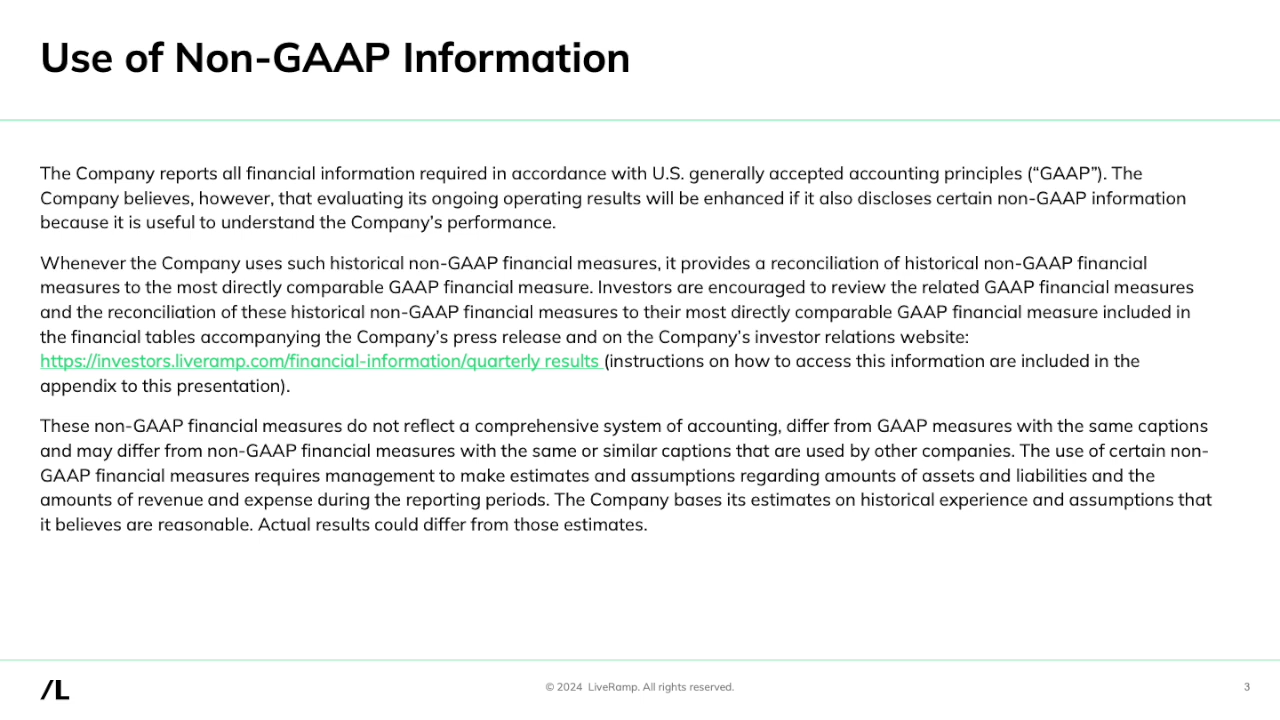 Use of Non-GAAP Information
The Company reports all financial information required in accordance with U.S. generally accepted accounting principles (“GAAP”). The
Company believes, however, that evaluating its ongoing operating results will be enhanced if it also discloses certain non-GAAP information
because it is useful to understand the Company’s performance.
Whenever the Company uses such historical non-GAAP financial measures, it provides a reconciliation of historical non-GAAP financial
measures to the most directly comparable GAAP financial measure. Investors are encouraged to review the related GAAP financial measures
and the reconciliation of these historical non-GAAP financial measures to their most directly comparable GAAP financial measure included in
the financial tables accompanying the Company’s press release and on the Company’s investor relations website:
https://investors.liveramp.com/financial-information/quarterly results (instructions on how to access this information are included in the
appendix to this presentation).
These non-GAAP financial measures do not reflect a comprehensive system of accounting, differ from GAAP measures with the same captions
and may differ from non-GAAP financial measures with the same or similar captions that are used by other companies. The use of certain non-
GAAP financial measures requires management to make estimates and assumptions regarding amounts of assets and liabilities and the
amounts of revenue and expense during the reporting periods. The Company bases its estimates on historical experience and assumptions that
it believes are reasonable. Actual results could differ from those estimates.
/L
© 2024 LiveRamp. All rights reserved.
3